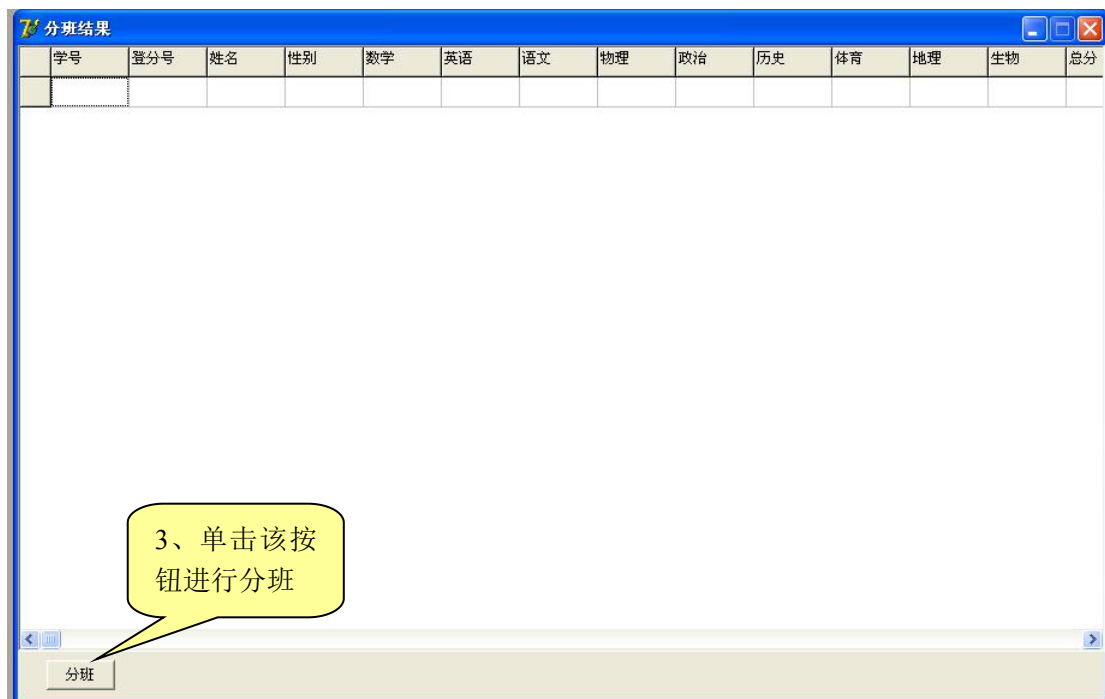 分班结果
学号 登分号 姓名 性别 数学 英语 语文 物理 政治 历史 体育 地理 生物 总分
3、单击该按
钮进行分班
分班